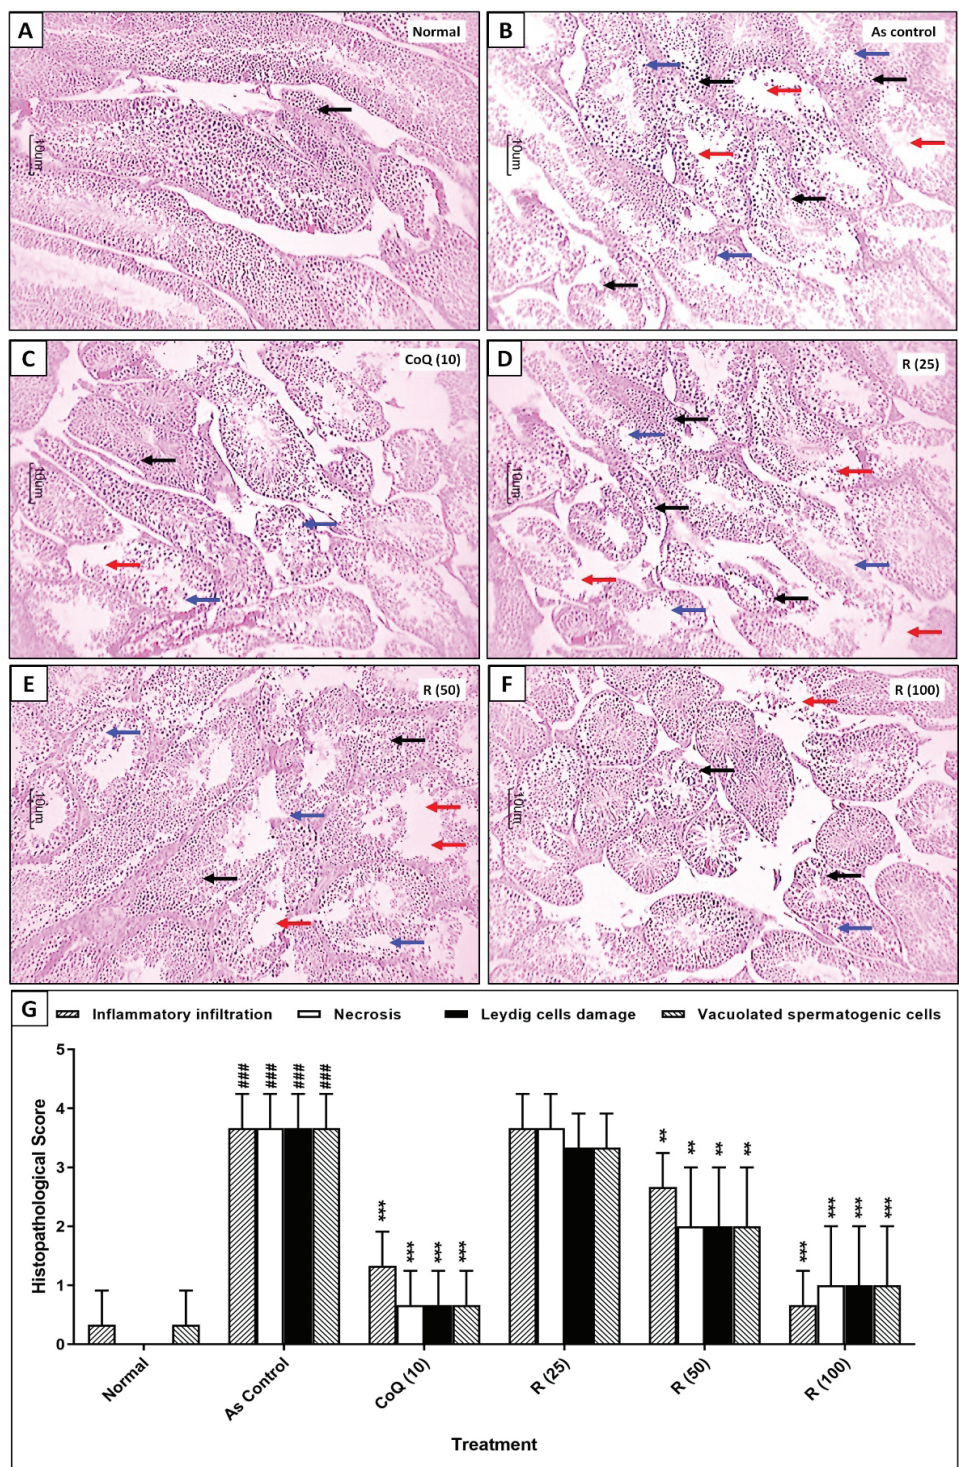 A
Normal
10um
B
As control
10um
C
CoQ (10)
10um
D
R (25)
10um
E
R (50)
10um
F
R (100)
10um
G
Inflammatory infiltration Necrosis Leydig cells damage Vacuolated spermatogenic cells
Histopathological Score
5
4
3
2
1
0
### ### ### ###
*** *** *** ***
** ** ** **
*** *** *** ***
Normal As Control CoQ (10) R (25) R (50) R (100)
Treatment